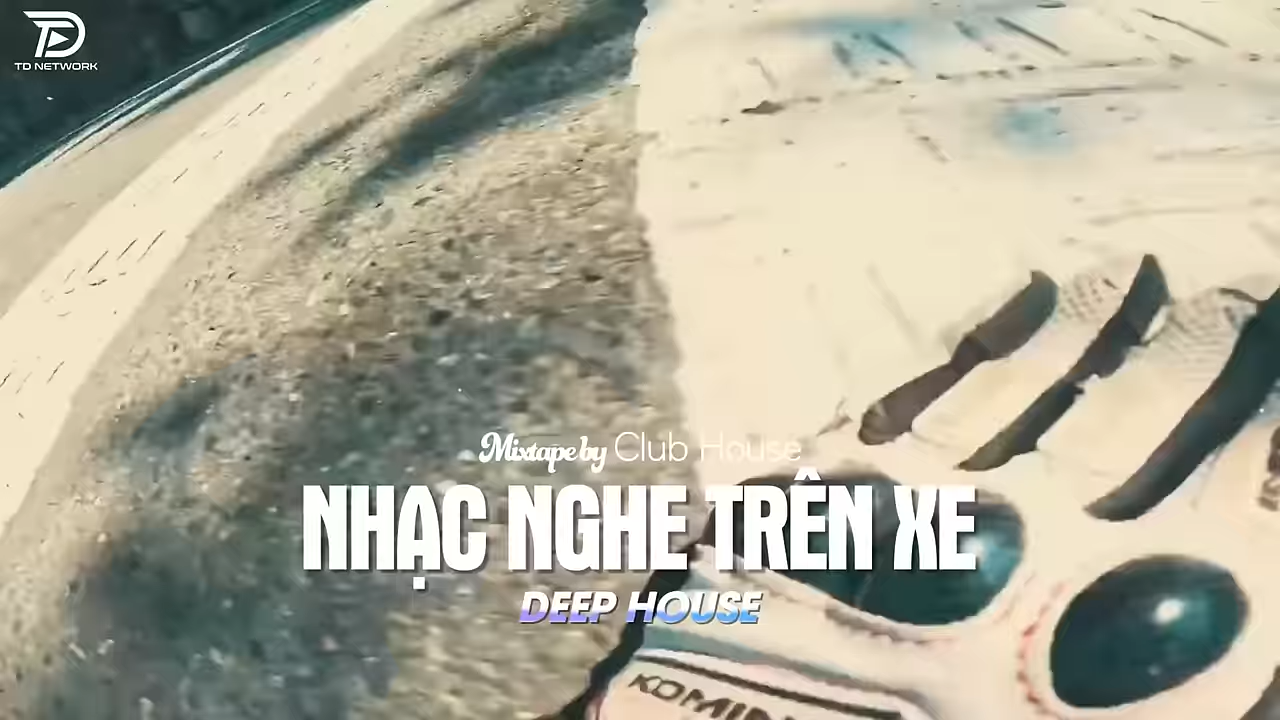 TD NETWORK
Mixtape by Club House
NHẠC NGHE TRÊN XE
DEEP HOUSE
KOMIN